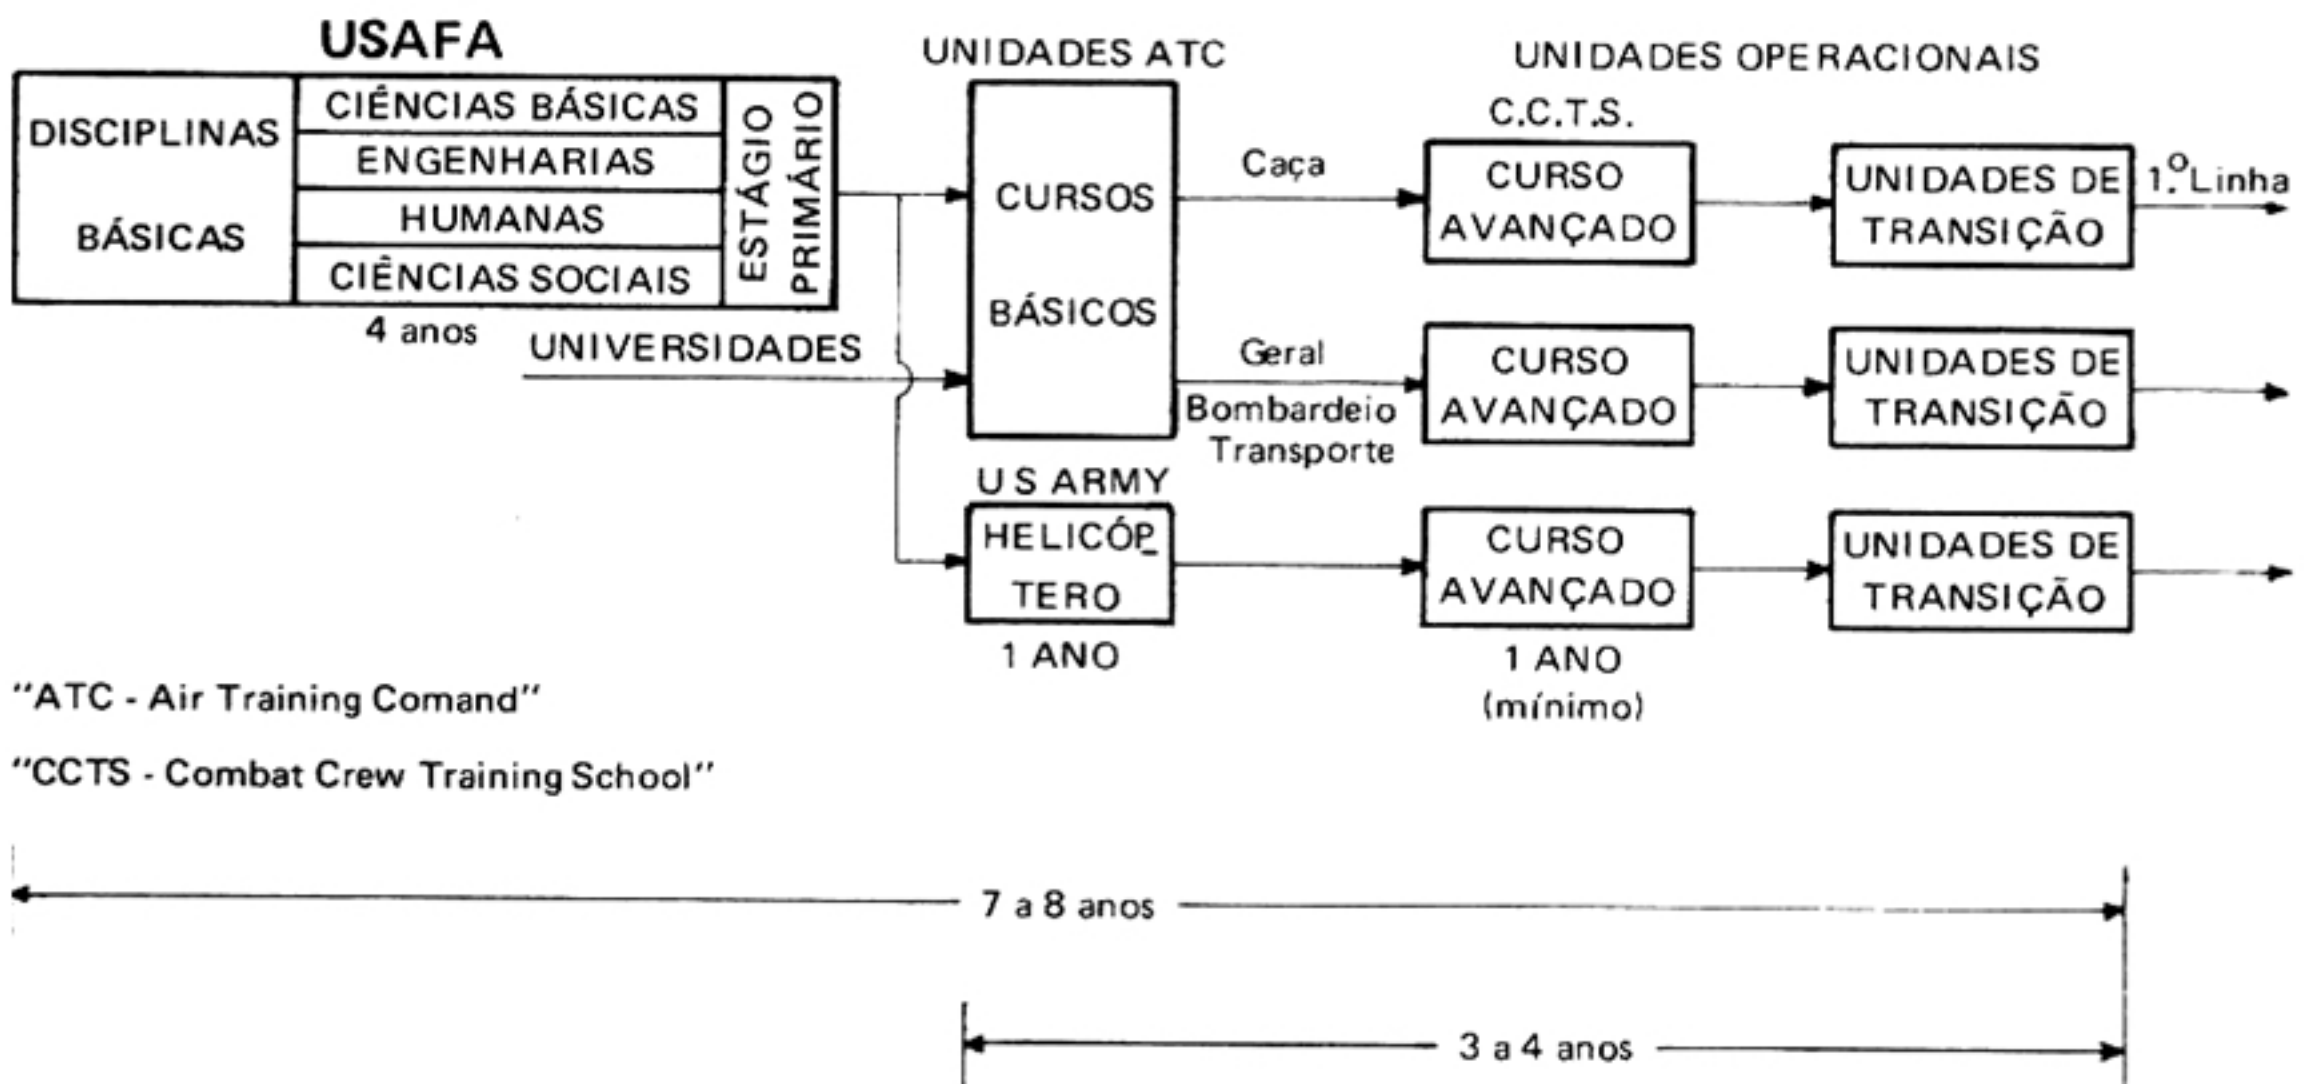 USAFA
DISCIPLINAS
BÁSICAS
CIÊNCIAS BÁSICAS
ENGENHARIAS
HUMANAS
CIÊNCIAS SOCIAIS
ESTÁGIO
PRIMÁRIO
4 anos
UNIVERSIDADES
UNIDADES ATC
CURSOS
BÁSICOS
U S ARMY
HELICÓP
TERO
1 ANO
Caça
Geral
Bombardeio
Transporte
UNIDADES OPERACIONAIS
C.C.T.S.
CURSO
AVANÇADO
UNIDADES DE
TRANSIÇÃO
1.º Linha
CURSO
AVANÇADO
UNIDADES DE
TRANSIÇÃO
CURSO
AVANÇADO
1 ANO
(mínimo)
UNIDADES DE
TRANSIÇÃO
"ATC - Air Training Comand"
"CCTS - Combat Crew Training School"
7 a 8 anos
3 a 4 anos